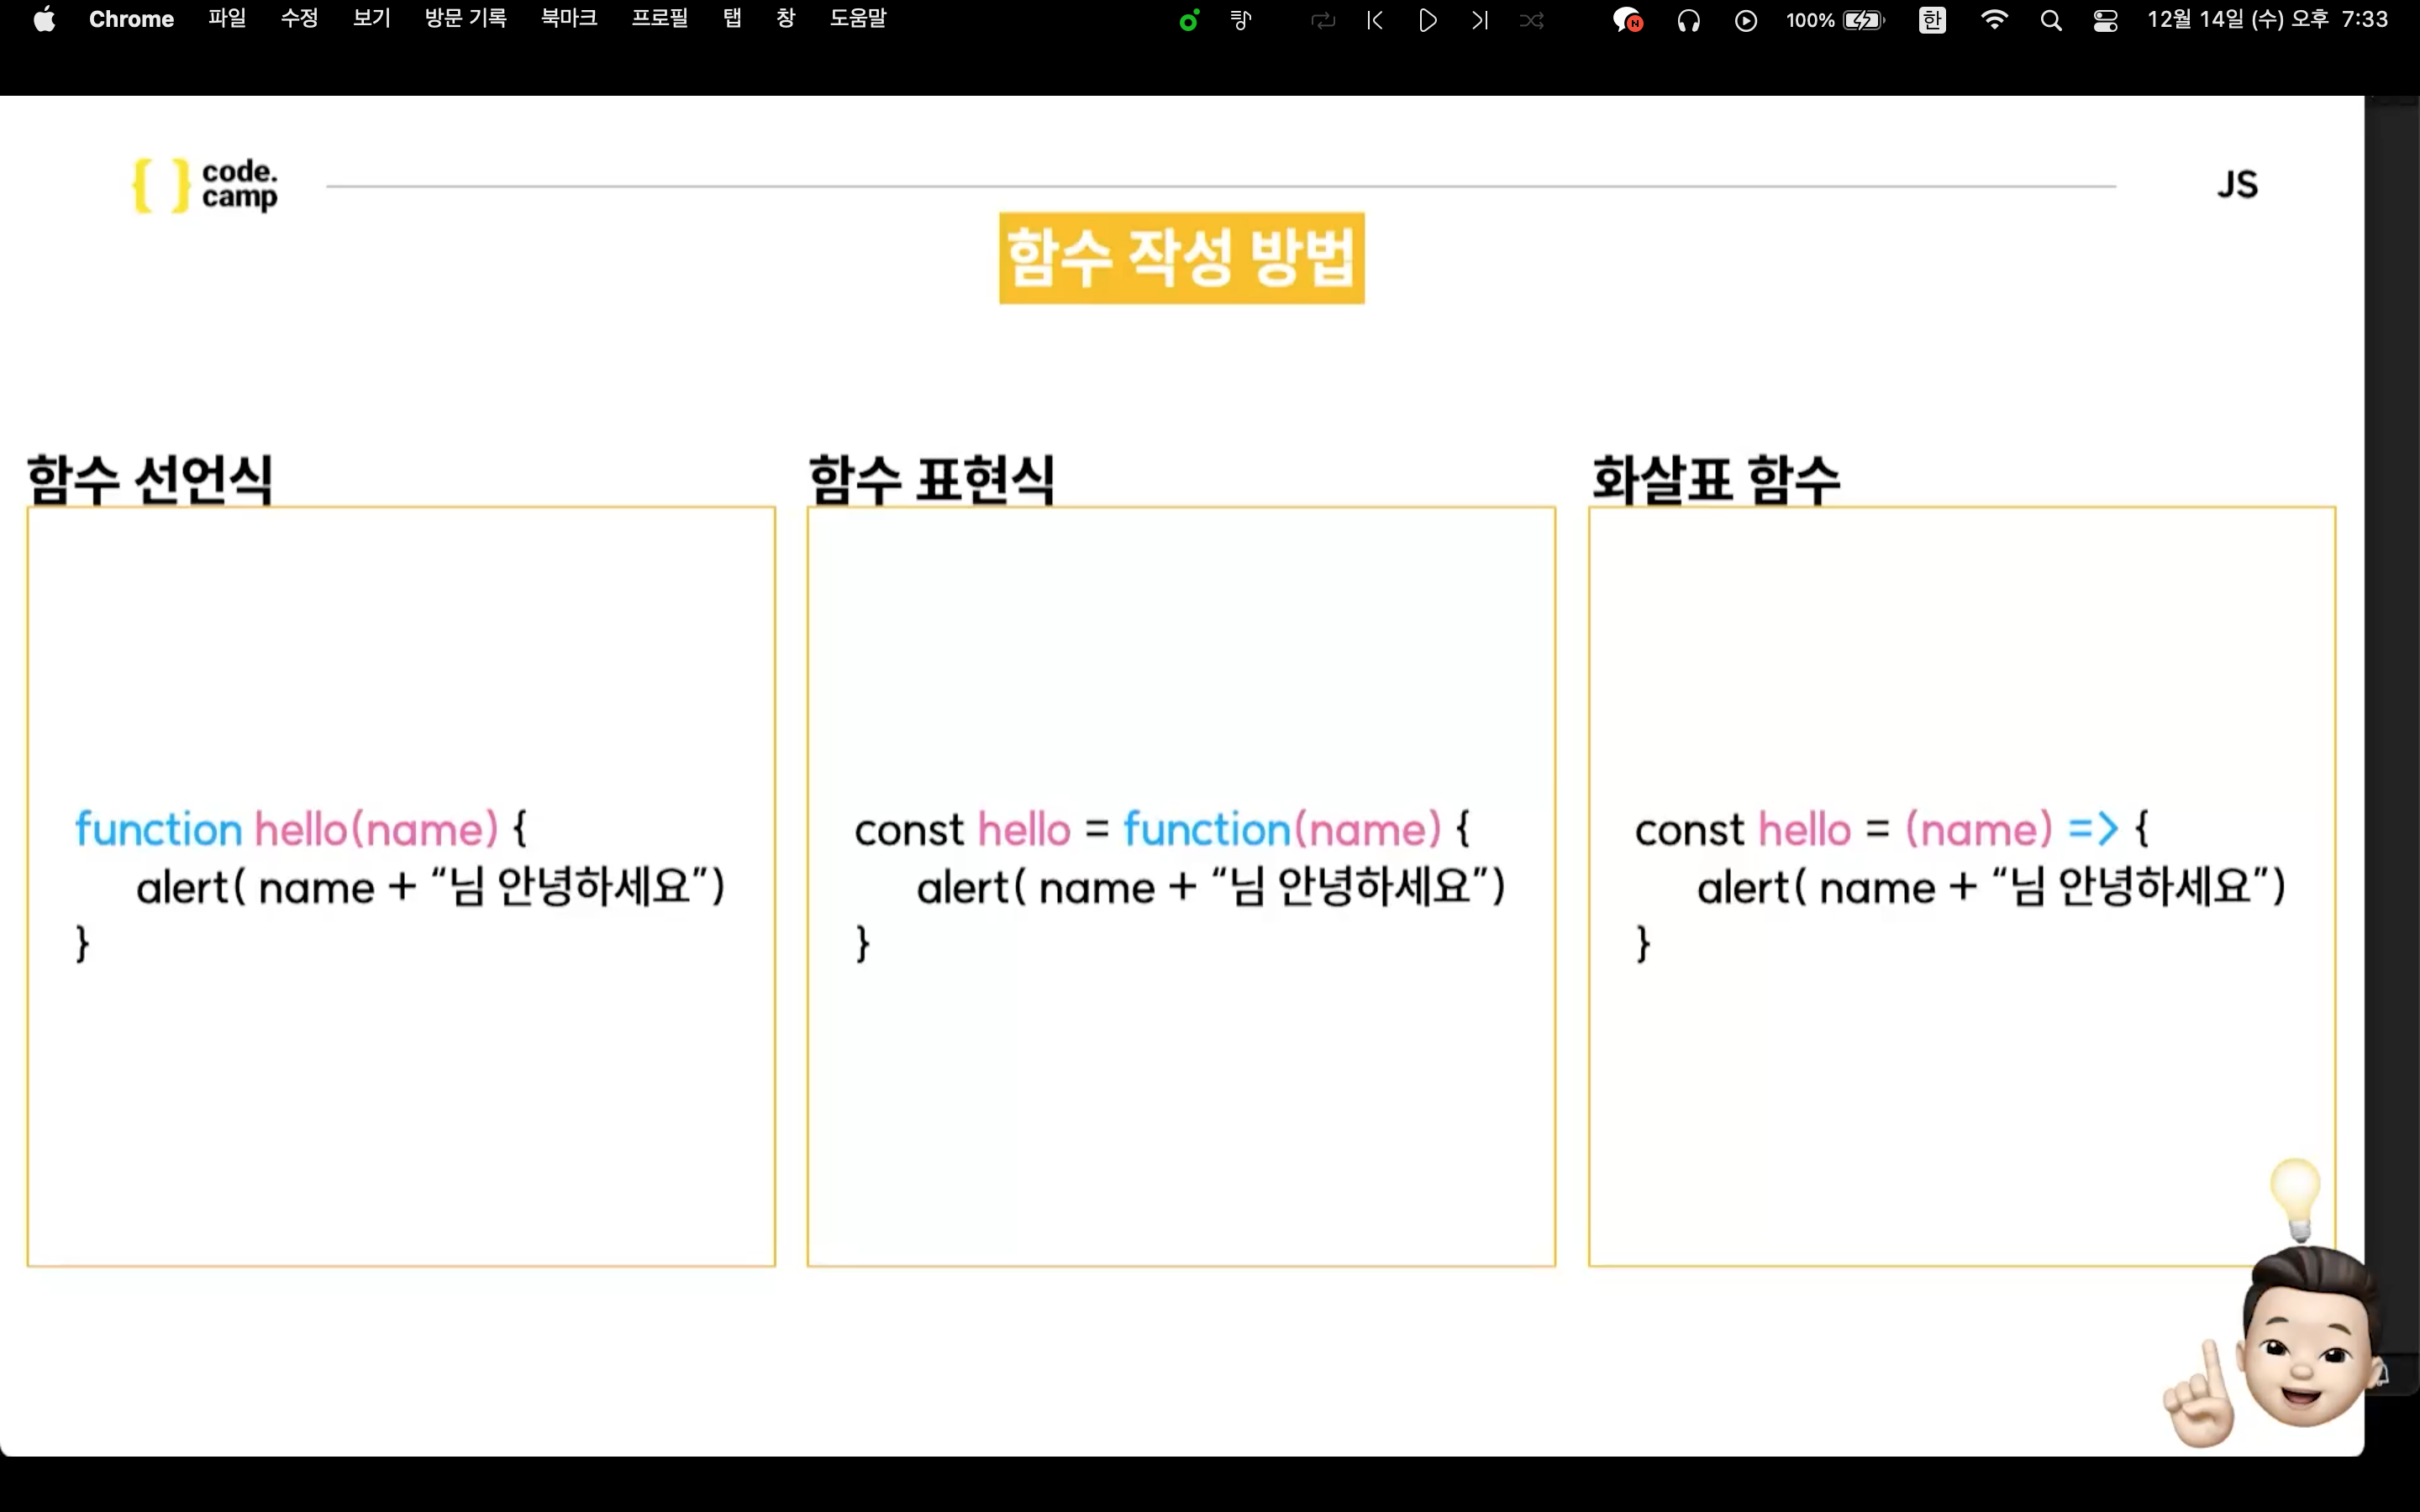 Chrome 파일 수정 보기 방문 기록 북마크 프로필 탭 창 도움말 100% 한 12월 14일 (수) 오후 7:33
{ } code.
camp
JS
함수 작성 방법
함수 선언식
function hello(name) {
alert( name + “님 안녕하세요”)
}
함수 표현식
const hello = function(name) {
alert( name + “님 안녕하세요”)
}
화살표 함수
const hello = (name) => {
alert( name + “님 안녕하세요”)
}